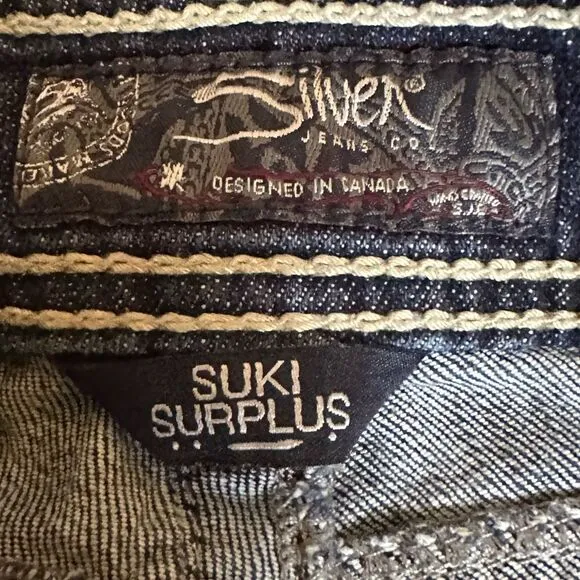 Silver®
JEANS CO.
DESIGNED IN CANADA
SUKI
SURPLUS